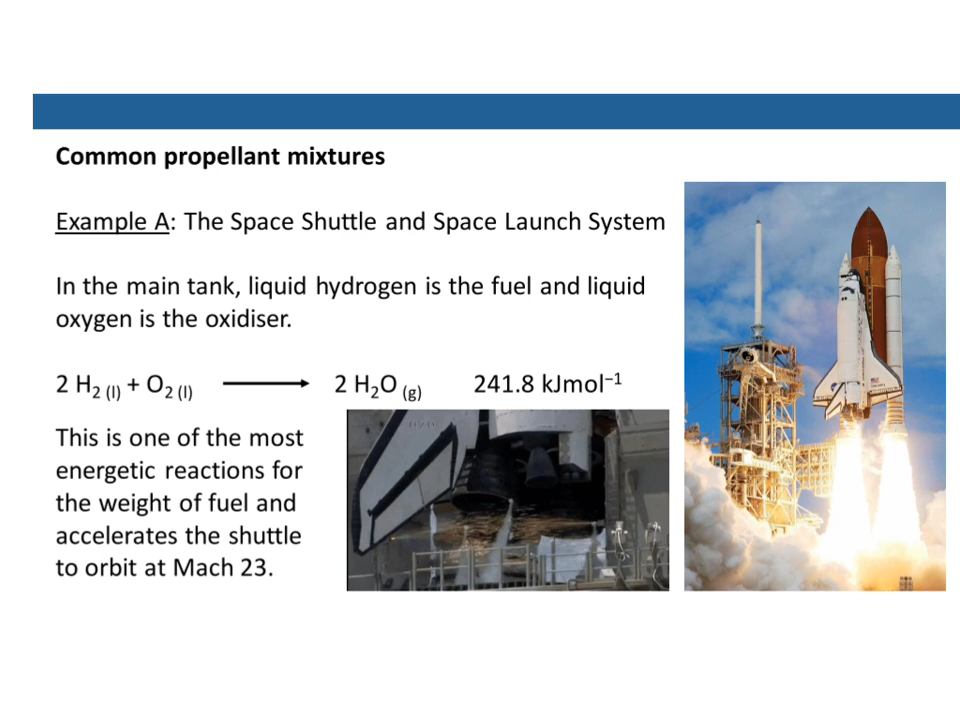 Common propellant mixtures
Example A: The Space Shuttle and Space Launch System
In the main tank, liquid hydrogen is the fuel and liquid
oxygen is the oxidiser.
2 H₂ (l) + O₂ (l) ⟶ 2 H₂O (g) 241.8 kJmol⁻¹
This is one of the most
energetic reactions for
the weight of fuel and
accelerates the shuttle
to orbit at Mach 23.